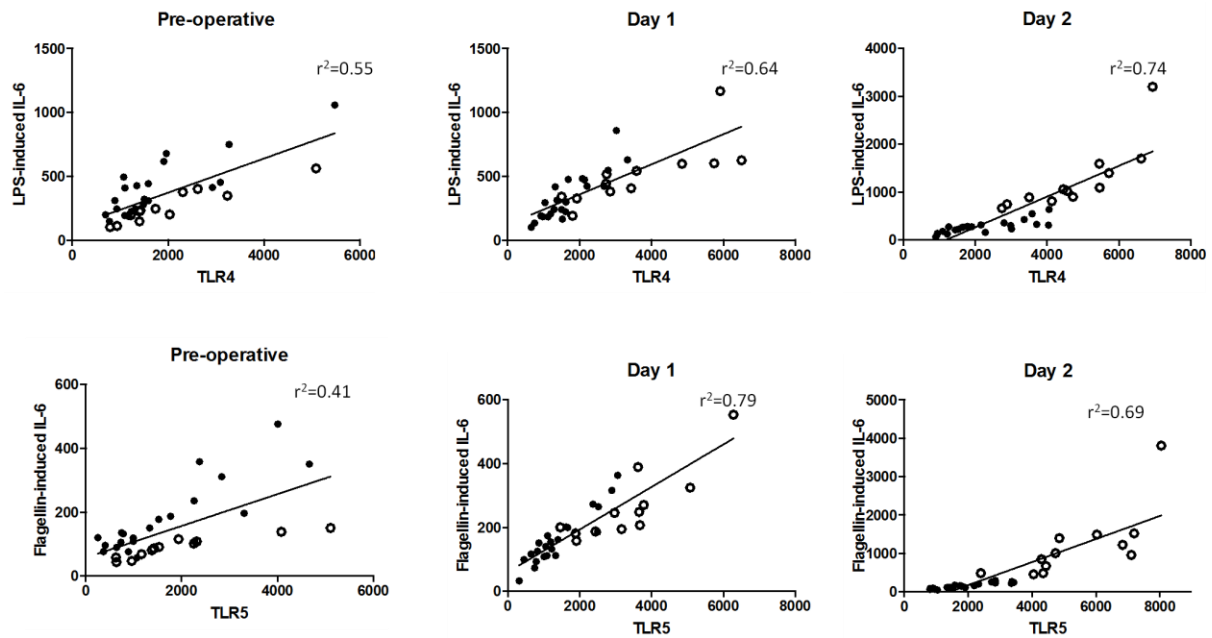 Pre-operative
r²=0.55
LPS-induced IL-6
1500
1000
500
0
0 2000 4000 6000
TLR4
Day 1
r²=0.64
LPS-induced IL-6
1500
1000
500
0
0 2000 4000 6000 8000
TLR4
Day 2
r²=0.74
LPS-induced IL-6
4000
3000
2000
1000
0
0 2000 4000 6000 8000
TLR4
Pre-operative
r²=0.41
Flagellin-induced IL-6
600
400
200
0
0 2000 4000 6000
TLR5
Day 1
r²=0.79
Flagellin-induced IL-6
600
400
200
0
0 2000 4000 6000 8000
TLR5
Day 2
r²=0.69
Flagellin-induced IL-6
5000
4000
3000
2000
1000
0
0 2000 4000 6000 8000
TLR5